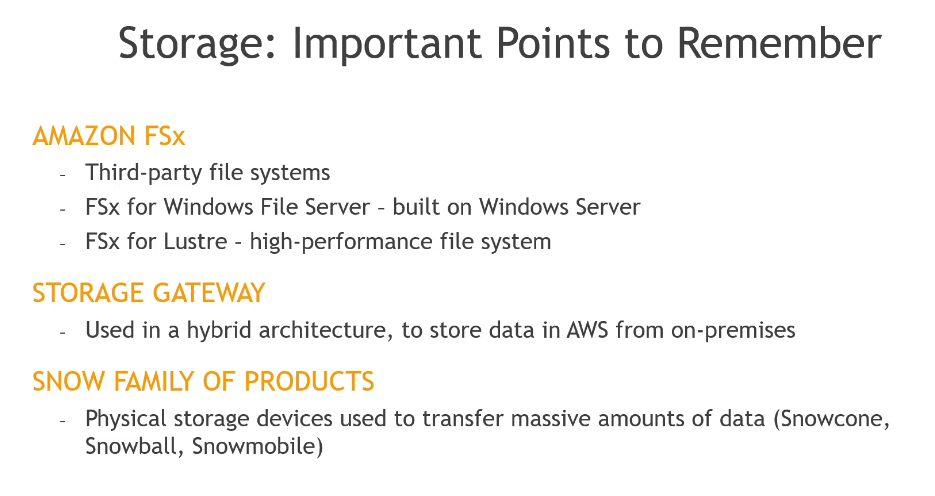 Storage: Important Points to Remember
AMAZON FSx
- Third-party file systems
- FSx for Windows File Server – built on Windows Server
- FSx for Lustre – high-performance file system
STORAGE GATEWAY
- Used in a hybrid architecture, to store data in AWS from on-premises
SNOW FAMILY OF PRODUCTS
- Physical storage devices used to transfer massive amounts of data (Snowcone,
Snowball, Snowmobile)